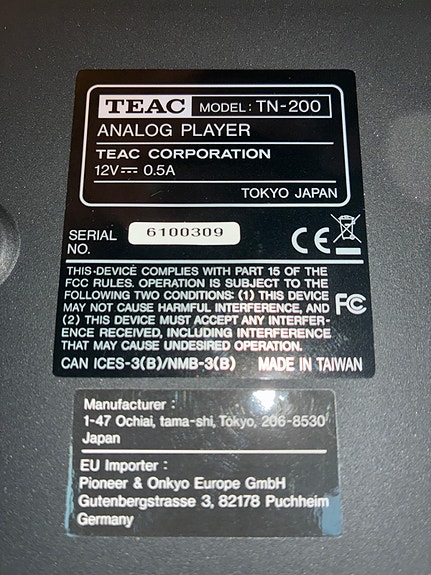 TEAC MODEL: TN-200
ANALOG PLAYER
TEAC CORPORATION
12V⎓ 0.5A
TOKYO JAPAN
SERIAL NO. 6100309
CE
THIS DEVICE COMPLIES WITH PART 15 OF THE
FCC RULES. OPERATION IS SUBJECT TO THE
FOLLOWING TWO CONDITIONS: (1) THIS DEVICE
MAY NOT CAUSE HARMFUL INTERFERENCE, AND
(2) THIS DEVICE MUST ACCEPT ANY INTERFER-
ENCE RECEIVED, INCLUDING INTERFERENCE
THAT MAY CAUSE UNDESIRED OPERATION.
FC
CAN ICES-3(B)/NMB-3(B) MADE IN TAIWAN
Manufacturer :
1-47 Ochiai, tama-shi, Tokyo, 206-8530
Japan
EU Importer :
Pioneer & Onkyo Europe GmbH
Gutenbergstrasse 3, 82178 Puchheim
Germany